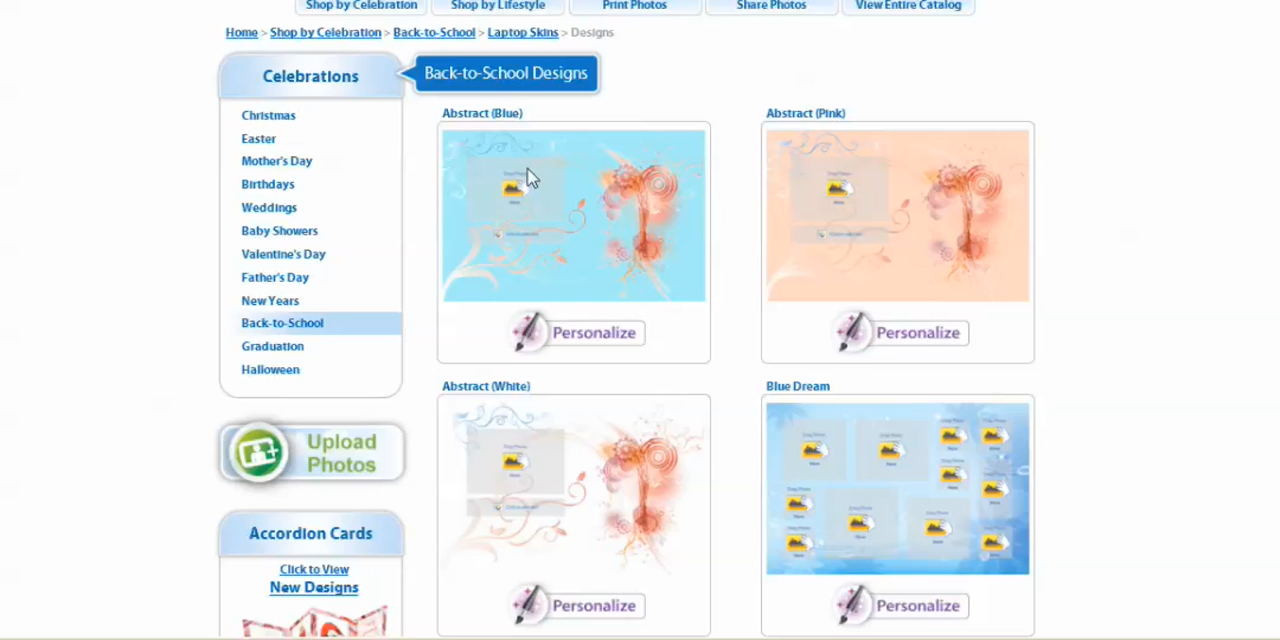 Shop by Celebration
Shop by Lifestyle
Print Photos
Share Photos
View Entire Catalog
Home > Shop by Celebration > Back-to-School > Laptop Skins > Designs
Celebrations
Back-to-School Designs
Christmas
Easter
Mother's Day
Birthdays
Weddings
Baby Showers
Valentine's Day
Father's Day
New Years
Back-to-School
Graduation
Halloween
Upload
Photos
Accordion Cards
Click to View
New Designs
Abstract (Blue)
Personalize
Abstract (Pink)
Personalize
Abstract (White)
Personalize
Blue Dream
Personalize